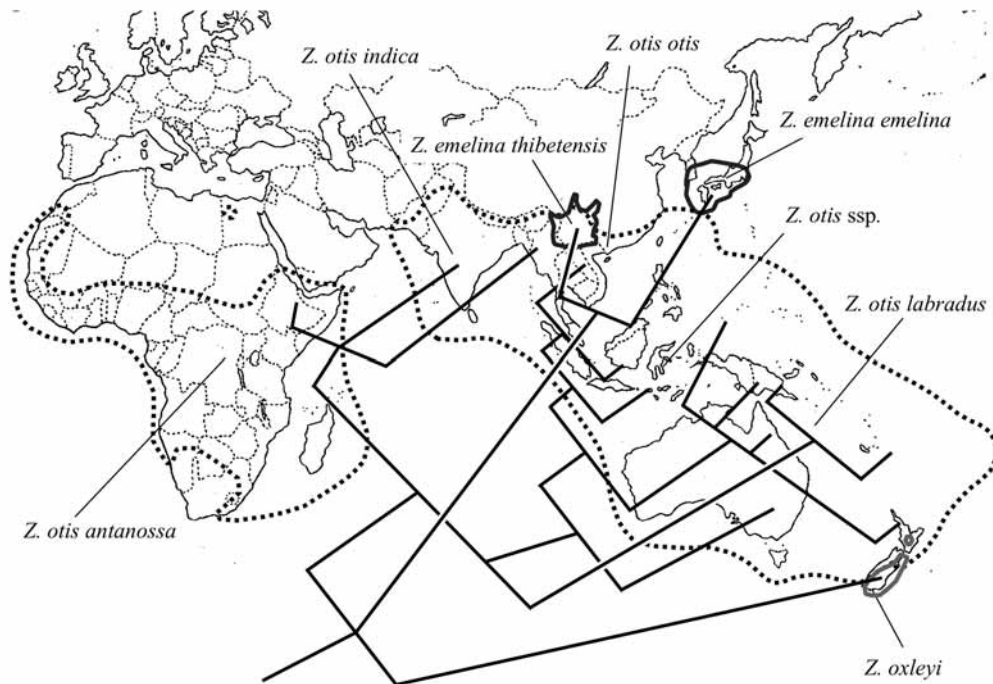 Z. otis indica
Z. otis otis
Z. emelina thibetensis
Z. emelina emelina
Z. otis ssp.
Z. otis labradus
Z. otis antanossa
Z. oxleyi